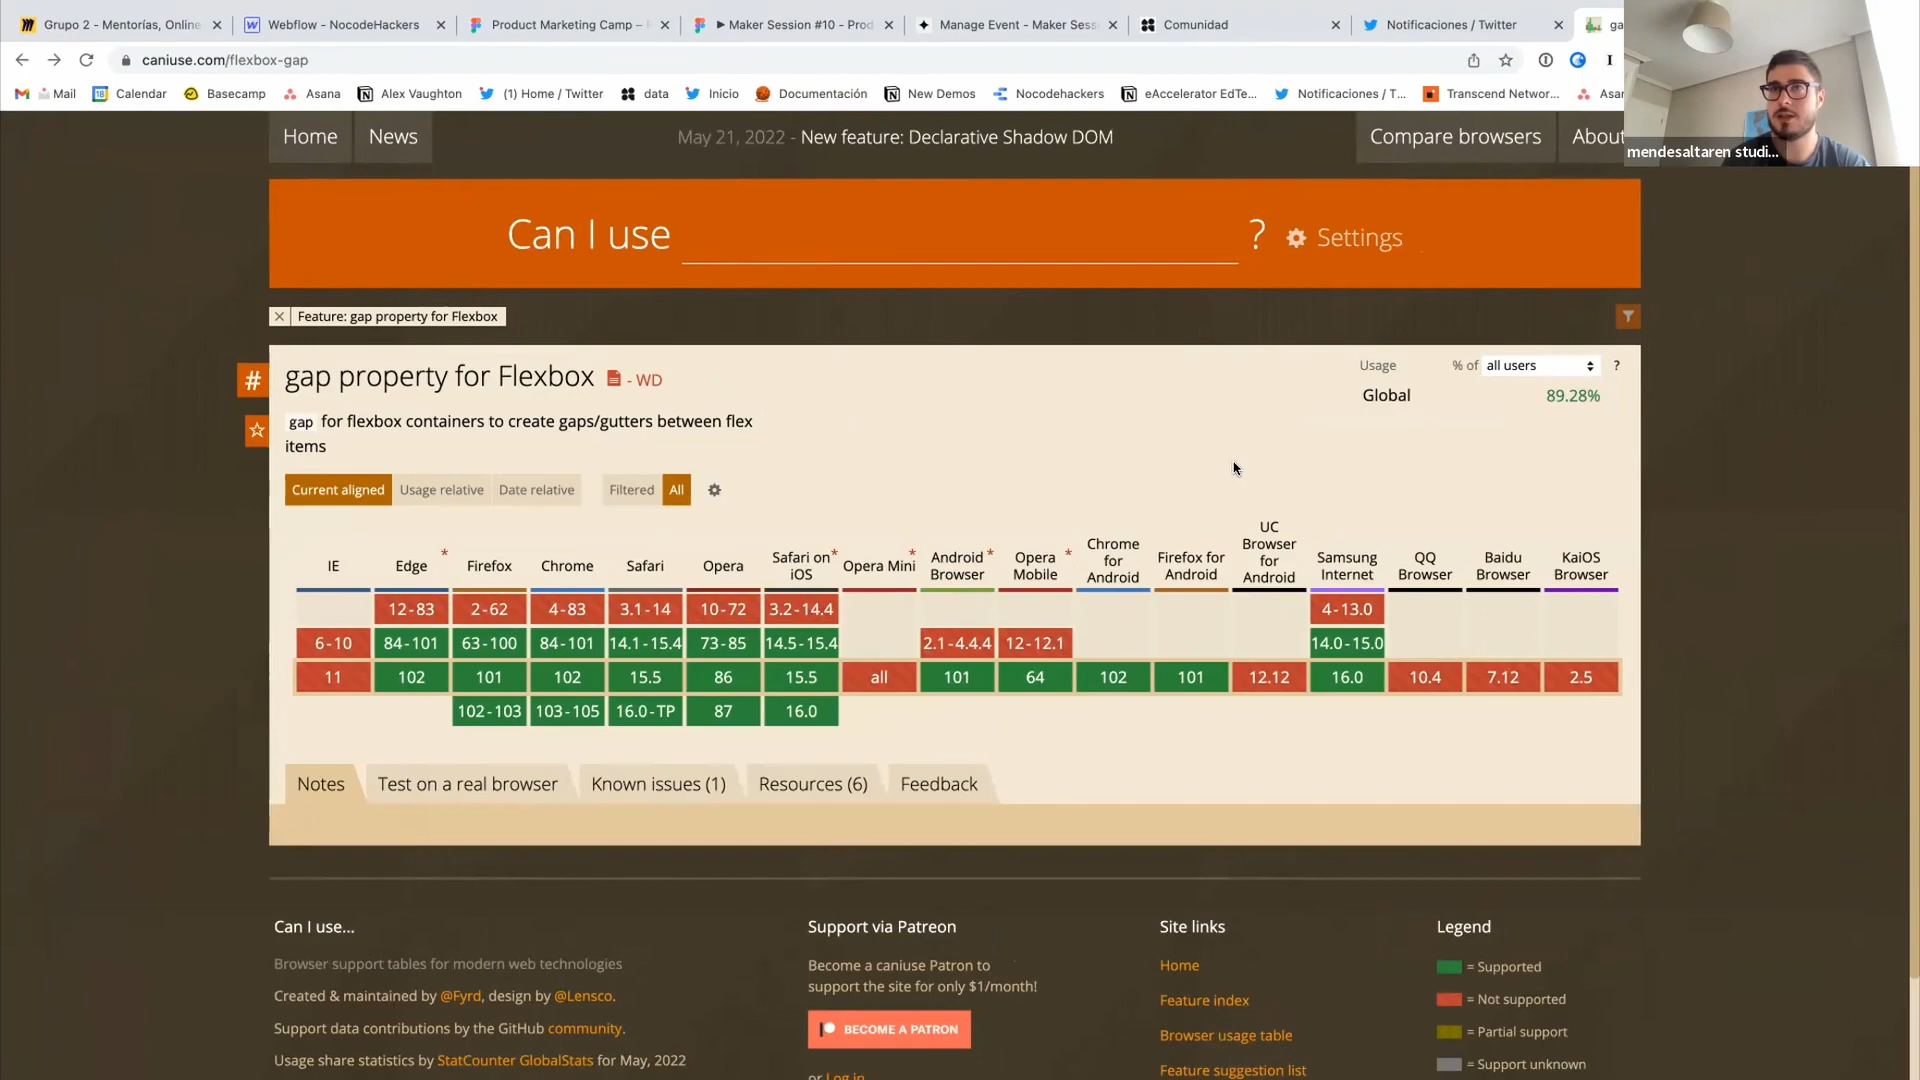 Grupo 2 - Mentorías, Online
Webflow - NocodeHackers
Product Marketing Camp –
Maker Session #10 - Prod
Manage Event - Maker Sess
Comunidad
Notificaciones / Twitter
ga
caniuse.com/flexbox-gap
Mail
Calendar
Basecamp
Asana
Alex Vaughton
(1) Home / Twitter
data
Inicio
Documentación
New Demos
Nocodehackers
eAccelerator EdTe...
Notificaciones / T...
Transcend Networ...
Asan
mendesaltaren studi...
Home
News
May 21, 2022 - New feature: Declarative Shadow DOM
Compare browsers
About
Can I use ? Settings
Feature: gap property for Flexbox
# gap property for Flexbox - WD
Usage % of all users ?
Global 89.28%
gap for flexbox containers to create gaps/gutters between flex
items
Current aligned Usage relative Date relative Filtered All
IE
Edge *
Firefox
Chrome
Safari
Opera
Safari on *
iOS
Opera Mini *
Android *
Browser
Opera *
Mobile
Chrome
for
Android
Firefox for
Android
UC
Browser
for
Android
Samsung
Internet
QQ
Browser
Baidu
Browser
KaiOS
Browser
12-83 2-62 4-83 3.1-14 10-72 3.2-14.4 4-13.0
6-10 84-101 63-100 84-101 14.1-15.4 73-85 14.5-15.4 2.1-4.4.4 12-12.1 14.0-15.0
11 102 101 102 15.5 86 15.5 all 101 64 102 101 12.12 16.0 10.4 7.12 2.5
102-103 103-105 16.0-TP 87 16.0
Notes
Test on a real browser
Known issues (1)
Resources (6)
Feedback
Can I use...
Browser support tables for modern web technologies
Created & maintained by @Fyrd, design by @Lensco.
Support data contributions by the GitHub community.
Usage share statistics by StatCounter GlobalStats for May, 2022
Support via Patreon
Become a caniuse Patron to
support the site for only $1/month!
BECOME A PATRON
or Log in
Site links
Home
Feature index
Browser usage table
Feature suggestion list
Legend
= Supported
= Not supported
= Partial support
= Support unknown